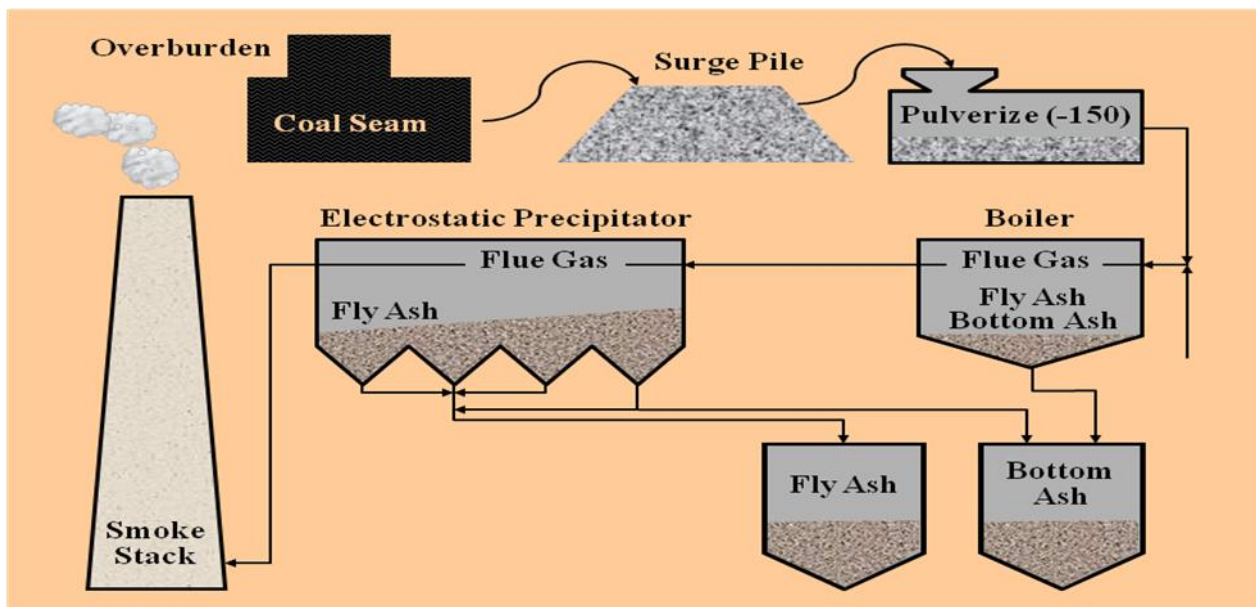 Overburden
Coal Seam
Surge Pile
Pulverize (-150)
Electrostatic Precipitator
Boiler
Flue Gas
Fly Ash
Flue Gas
Fly Ash
Bottom Ash
Fly Ash
Bottom
Ash
Smoke
Stack